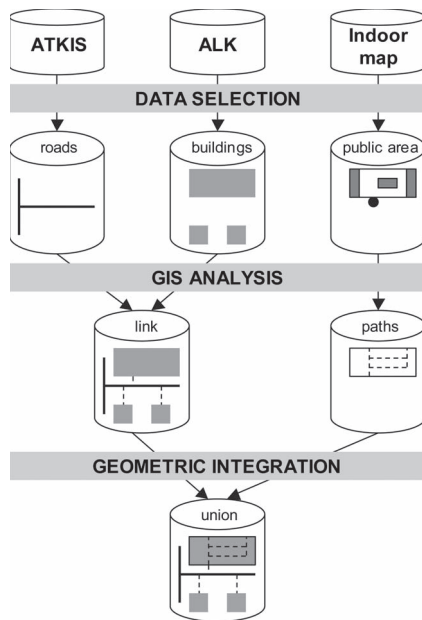 ATKIS
ALK
Indoor
map
DATA SELECTION
roads
buildings
public area
GIS ANALYSIS
link
paths
GEOMETRIC INTEGRATION
union